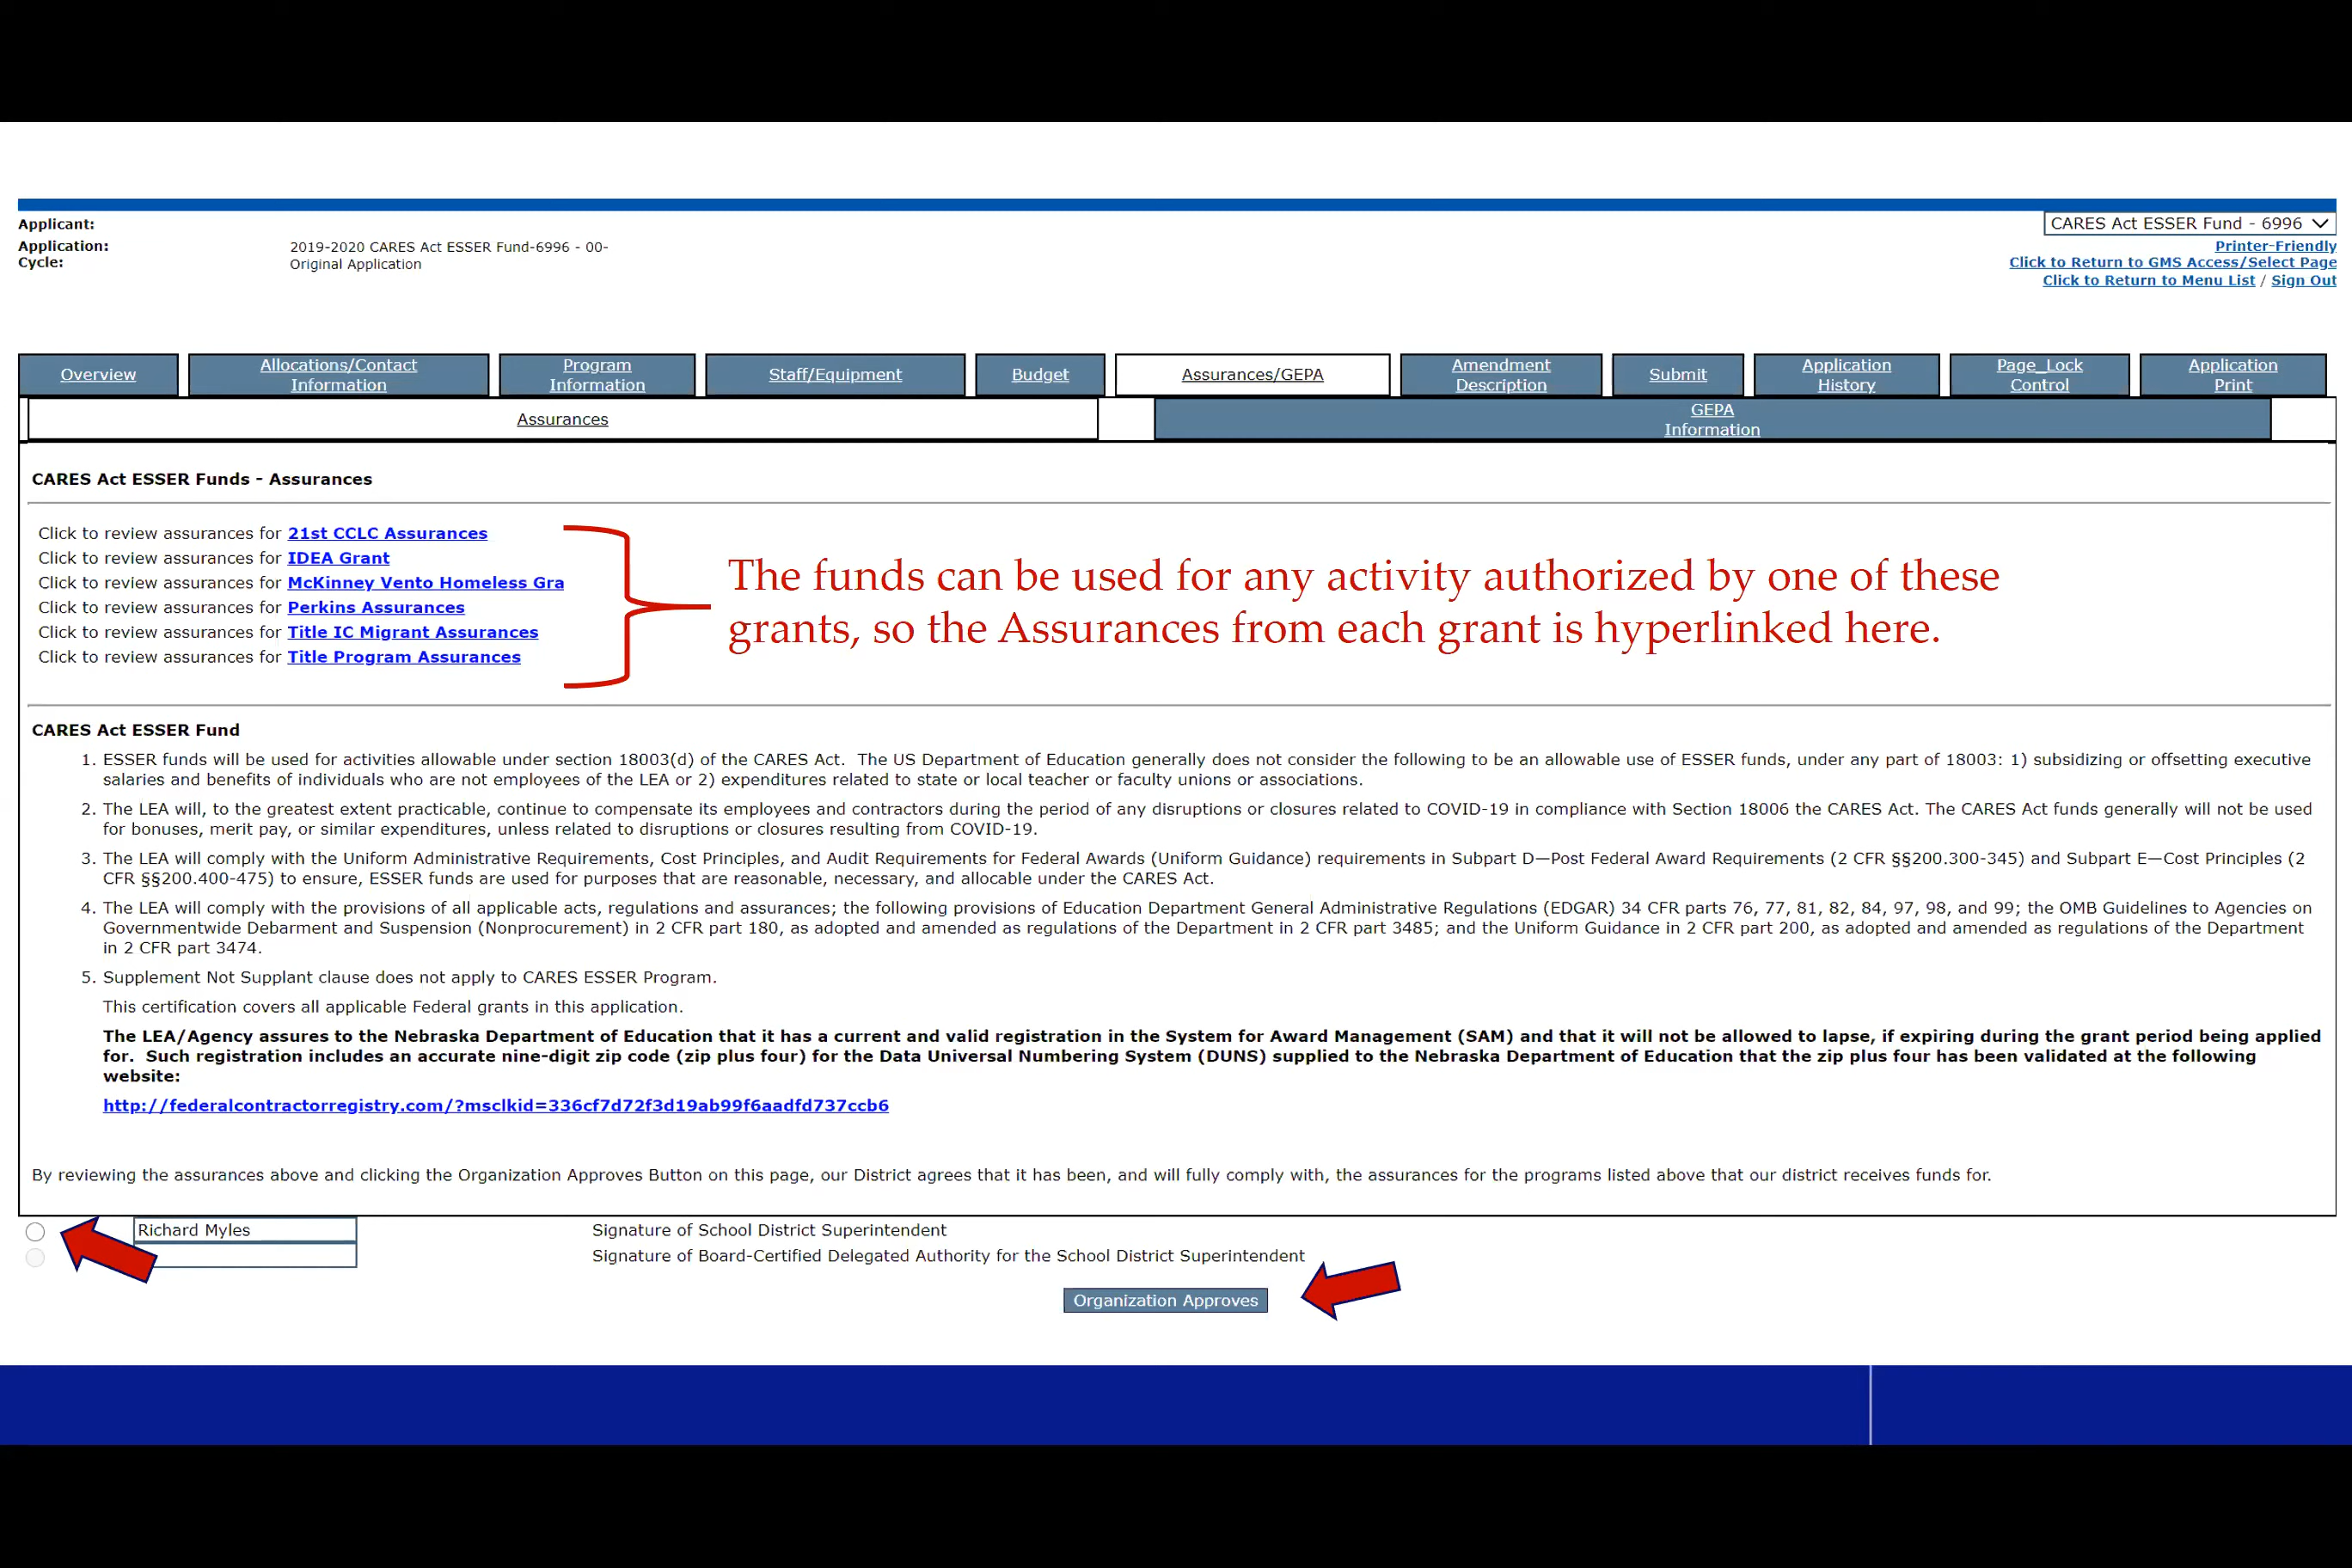 Applicant:
CARES Act ESSER Fund - 6996
Application:
2019-2020 CARES Act ESSER Fund-6996 - 00-
Printer-Friendly
Cycle:
Original Application
Click to Return to GMS Access/Select Page
Click to Return to Menu List / Sign Out
Overview
Allocations/Contact
Information
Program
Information
Staff/Equipment
Budget
Assurances/GEPA
Amendment
Description
Submit
Application
History
Page_Lock
Control
Application
Print
Assurances
GEPA
Information
CARES Act ESSER Funds - Assurances
Click to review assurances for 21st CCLC Assurances
Click to review assurances for IDEA Grant
Click to review assurances for McKinney Vento Homeless Gra
Click to review assurances for Perkins Assurances
Click to review assurances for Title IC Migrant Assurances
Click to review assurances for Title Program Assurances
The funds can be used for any activity authorized by one of these
grants, so the Assurances from each grant is hyperlinked here.
CARES Act ESSER Fund
1. ESSER funds will be used for activities allowable under section 18003(d) of the CARES Act. The US Department of Education generally does not consider the following to be an allowable use of ESSER funds, under any part of 18003: 1) subsidizing or offsetting executive
salaries and benefits of individuals who are not employees of the LEA or 2) expenditures related to state or local teacher or faculty unions or associations.
2. The LEA will, to the greatest extent practicable, continue to compensate its employees and contractors during the period of any disruptions or closures related to COVID-19 in compliance with Section 18006 the CARES Act. The CARES Act funds generally will not be used
for bonuses, merit pay, or similar expenditures, unless related to disruptions or closures resulting from COVID-19.
3. The LEA will comply with the Uniform Administrative Requirements, Cost Principles, and Audit Requirements for Federal Awards (Uniform Guidance) requirements in Subpart D—Post Federal Award Requirements (2 CFR §§200.300-345) and Subpart E—Cost Principles (2
CFR §§200.400-475) to ensure, ESSER funds are used for purposes that are reasonable, necessary, and allocable under the CARES Act.
4. The LEA will comply with the provisions of all applicable acts, regulations and assurances; the following provisions of Education Department General Administrative Regulations (EDGAR) 34 CFR parts 76, 77, 81, 82, 84, 97, 98, and 99; the OMB Guidelines to Agencies on
Governmentwide Debarment and Suspension (Nonprocurement) in 2 CFR part 180, as adopted and amended as regulations of the Department in 2 CFR part 3485; and the Uniform Guidance in 2 CFR part 200, as adopted and amended as regulations of the Department
in 2 CFR part 3474.
5. Supplement Not Supplant clause does not apply to CARES ESSER Program.
This certification covers all applicable Federal grants in this application.
The LEA/Agency assures to the Nebraska Department of Education that it has a current and valid registration in the System for Award Management (SAM) and that it will not be allowed to lapse, if expiring during the grant period being applied
for. Such registration includes an accurate nine-digit zip code (zip plus four) for the Data Universal Numbering System (DUNS) supplied to the Nebraska Department of Education that the zip plus four has been validated at the following
website:
http://federalcontractorregistry.com/?msclkid=336cf7d72f3d19ab99f6aadfd737ccb6
By reviewing the assurances above and clicking the Organization Approves Button on this page, our District agrees that it has been, and will fully comply with, the assurances for the programs listed above that our district receives funds for.
Richard Myles
Signature of School District Superintendent
Signature of Board-Certified Delegated Authority for the School District Superintendent
Organization Approves